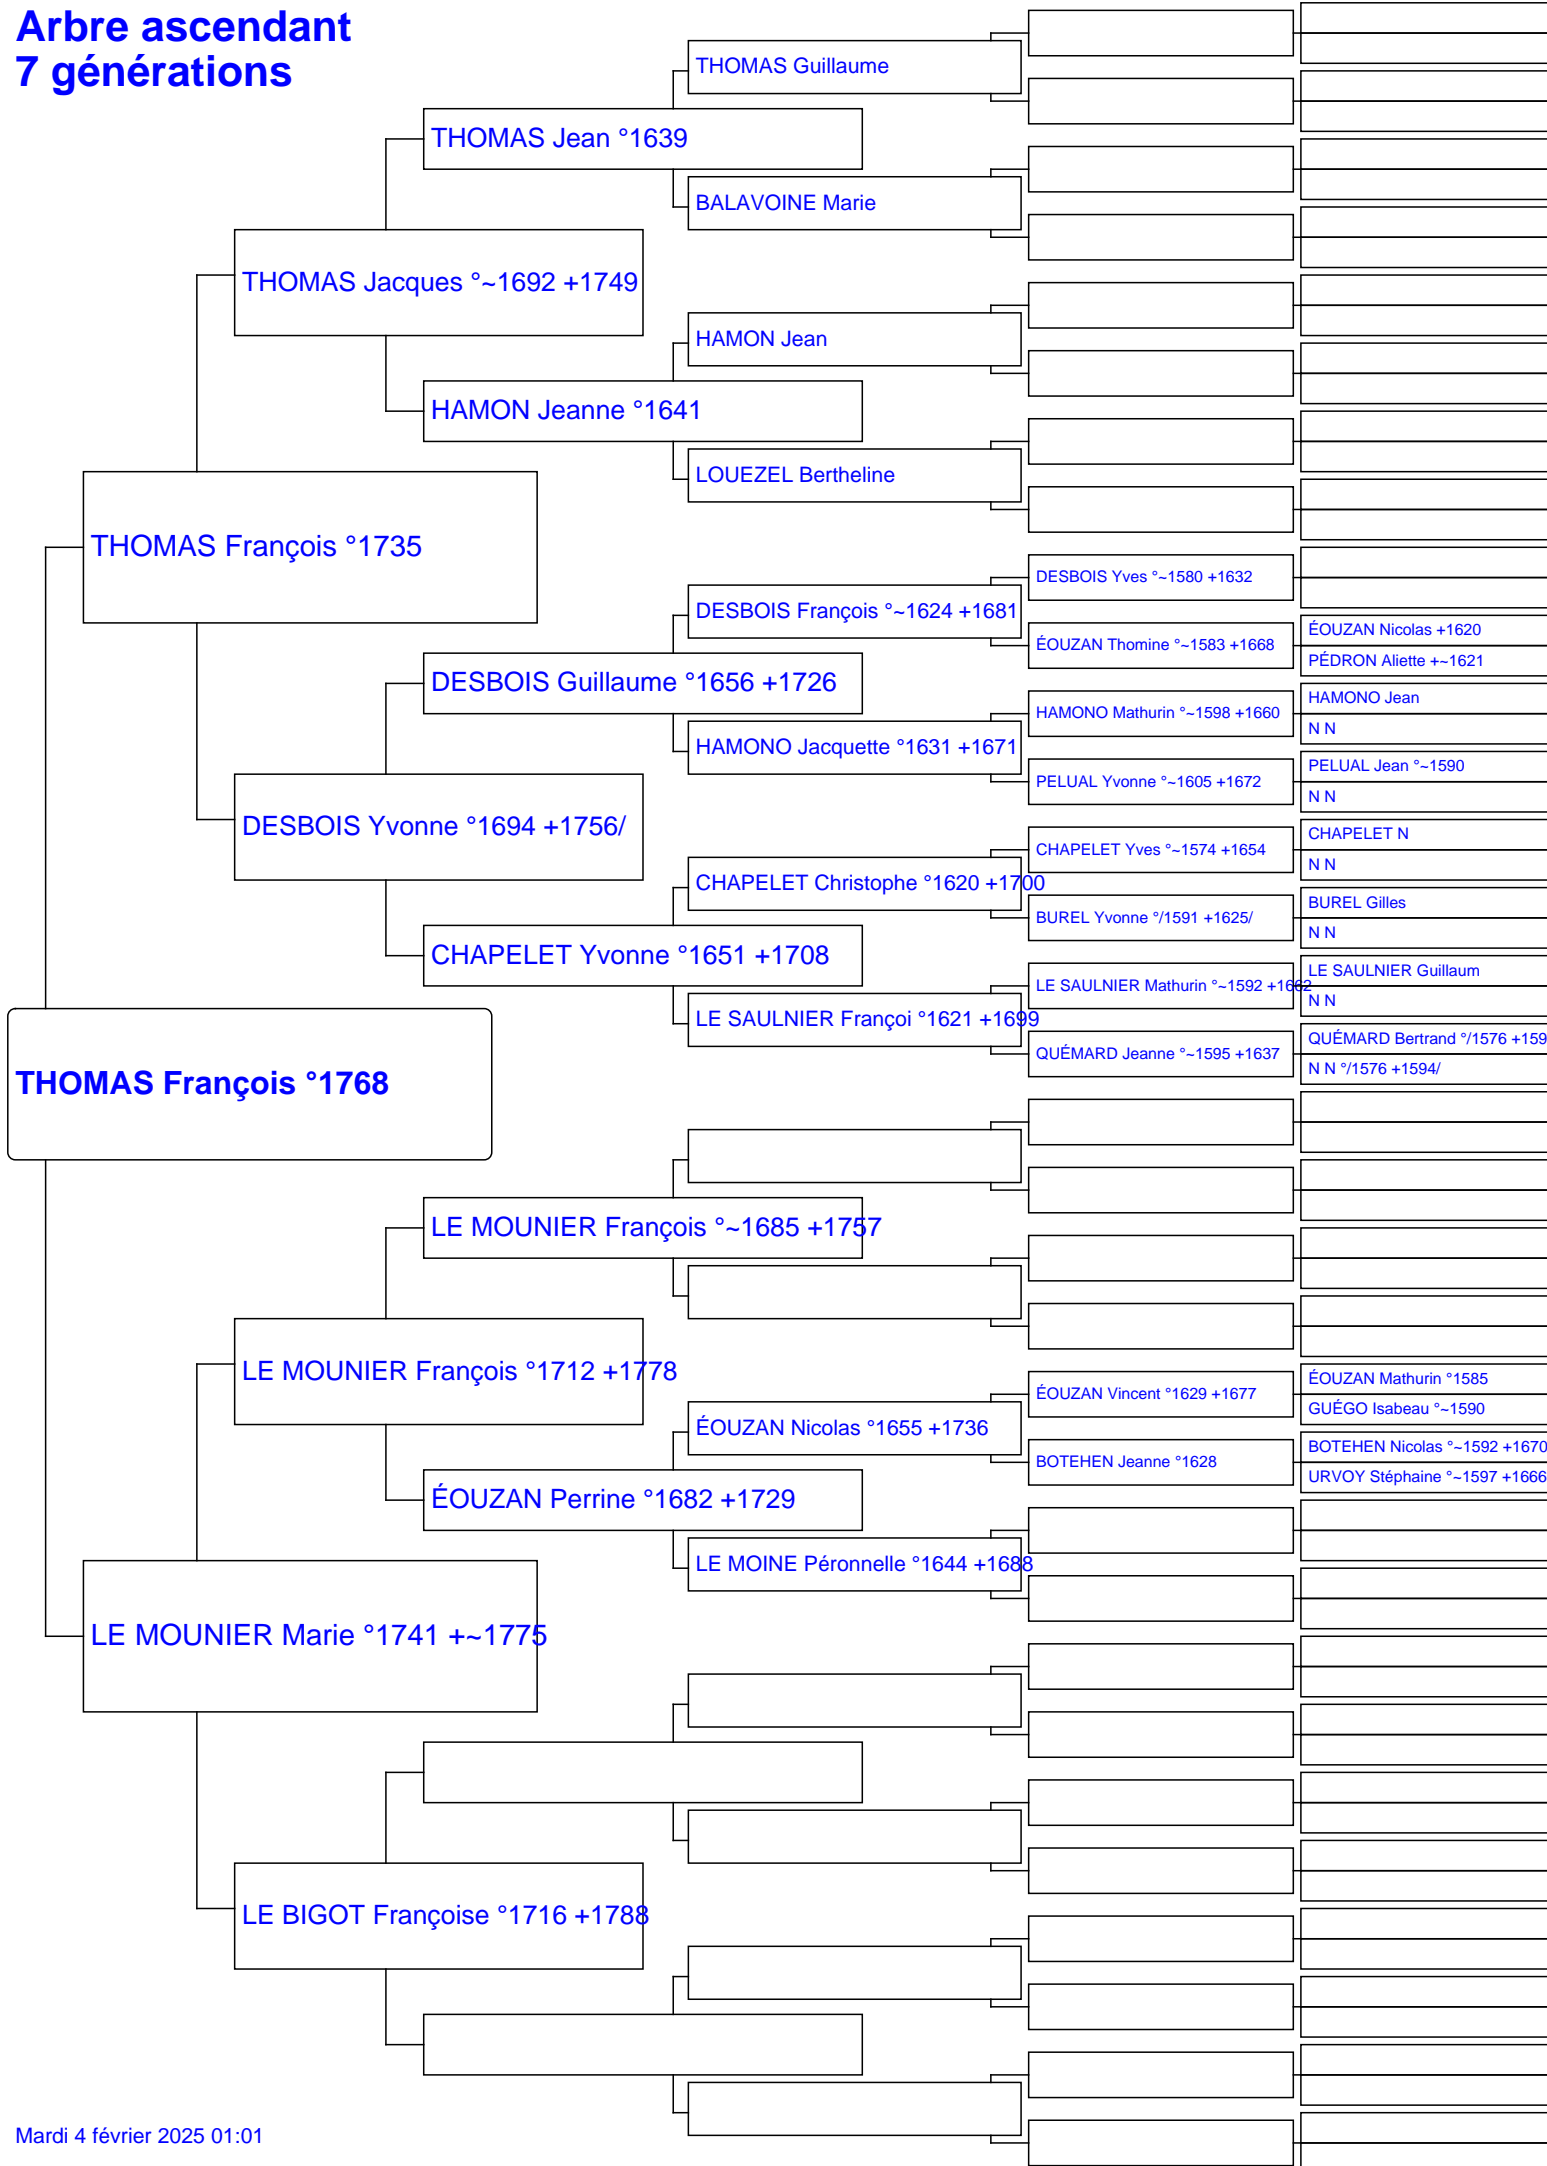 Arbre ascendant
7 générations
THOMAS Guillaume
THOMAS Jean °1639
BALAVOINE Marie
THOMAS Jacques °~1692 +1749
HAMON Jean
HAMON Jeanne °1641
LOUEZEL Bertheline
THOMAS François °1735
DESBOIS Yves °~1580 +1632
DESBOIS François °~1624 +1681
ÉOUZAN Nicolas +1620
ÉOUZAN Thomine °~1583 +1668
PÉDRON Aliette +~1621
DESBOIS Guillaume °1656 +1726
HAMONO Jean
HAMONO Mathurin °~1598 +1660
N N
HAMONO Jacquette °1631 +1671
PELUAL Jean °~1590
PELUAL Yvonne °~1605 +1672
N N
DESBOIS Yvonne °1694 +1756/
CHAPELET N
CHAPELET Yves °~1574 +1654
N N
CHAPELET Christophe °1620 +1700
BUREL Gilles
BUREL Yvonne °/1591 +1625/
N N
CHAPELET Yvonne °1651 +1708
LE SAULNIER Guillaum
LE SAULNIER Mathurin °~1592 +1662
N N
LE SAULNIER Françoi °1621 +1699
QUÉMARD Bertrand °/1576 +159
QUÉMARD Jeanne °~1595 +1637
N N °/1576 +1594/
THOMAS François °1768
LE MOUNIER François °~1685 +1757
LE MOUNIER François °1712 +1778
ÉOUZAN Mathurin °1585
ÉOUZAN Vincent °1629 +1677
GUÉGO Isabeau °~1590
ÉOUZAN Nicolas °1655 +1736
BOTEHEN Nicolas °~1592 +1670
BOTEHEN Jeanne °1628
URVOY Stéphaine °~1597 +1666
ÉOUZAN Perrine °1682 +1729
LE MOINE Péronnelle °1644 +1688
LE MOUNIER Marie °1741 +~1775
LE BIGOT Françoise °1716 +1788
Mardi 4 février 2025 01:01